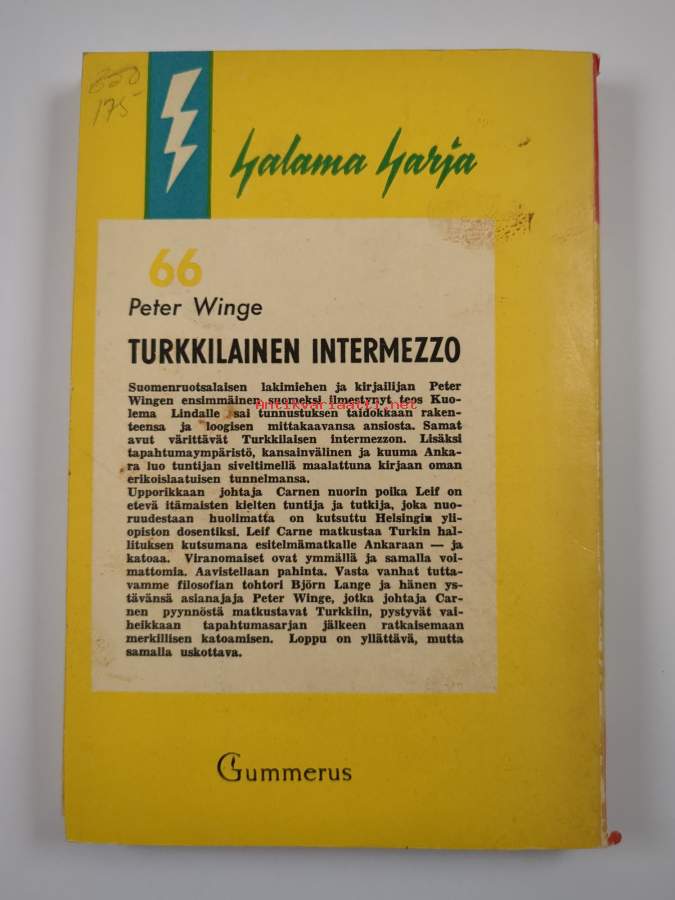 350
175
Salama Sarja
66
Peter Winge
TURKKILAINEN INTERMEZZO
Suomenruotsalaisen lakimiehen ja kirjailijan Peter
Wingen ensimmäinen suomeksi ilmestynyt teos Kuo-
Antikvariaatti.net
lema Lindalle sai tunnustuksen taidokkaan raken-
teensa ja loogisen mittakaavansa ansiosta. Samat
avut värittävät Turkkilaisen intermezzon. Lisäksi
tapahtumaympäristö, kansainvälinen ja kuuma Anka-
ra luo tuntijan siveltimellä maalattuna kirjaan oman
erikoislaatuisen tunnelmansa.
Upporikkaan johtaja Carnen nuorin poika Leif on
etevä itämaisten kielten tuntija ja tutkija, joka nuo-
ruudestaan huolimatta on kutsuttu Helsingin yli-
opiston dosentiksi. Leif Carne matkustaa Turkin hal-
lituksen kutsumana esitelmämatkalle Ankaraan — ja
katoaa. Viranomaiset ovat ymmällä ja samalla voi-
mattomia. Aavistellaan pahinta. Vasta vanhat tutta-
vamme filosofian tohtori Björn Lange ja hänen ys-
tävänsä asianajaja Peter Winge, jotka johtaja Car-
nen pyynnöstä matkustavat Turkkiin, pystyvät vai-
heikkaan tapahtumasarjan jälkeen ratkaisemaan
merkillisen katoamisen. Loppu on yllättävä, mutta
samalla uskottava.
Gummerus